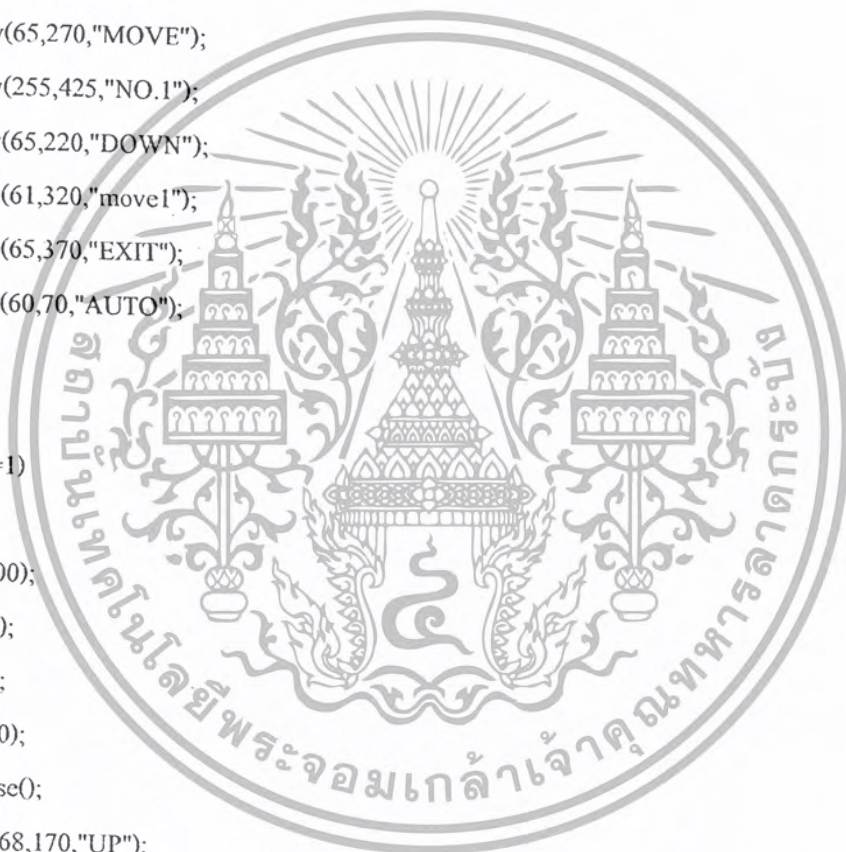 (65,270,"MOVE");
(255,425,"NO.1");
(65,220,"DOWN");
(61,320,"move1");
(65,370,"EXIT");
(60,70,"AUTO");
=1)
00);
);
;
0);
se();
68,170,"UP");
สถาบันเทคโนโลยีพระจอมเกล้าเจ้าคุณทหารลาดกระบัง